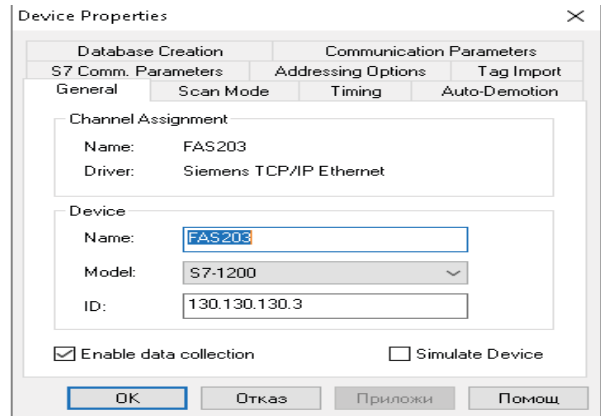 Device Properties
Database Creation Communication Parameters
S7 Comm. Parameters Addressing Options Tag Import
General Scan Mode Timing Auto-Demotion
Channel Assignment
Name: FAS203
Driver: Siemens TCP/IP Ethernet
Device
Name: FAS203
Model: S7-1200
ID: 130.130.130.3
Enable data collection Simulate Device
OK Отказ Приложи Помощ